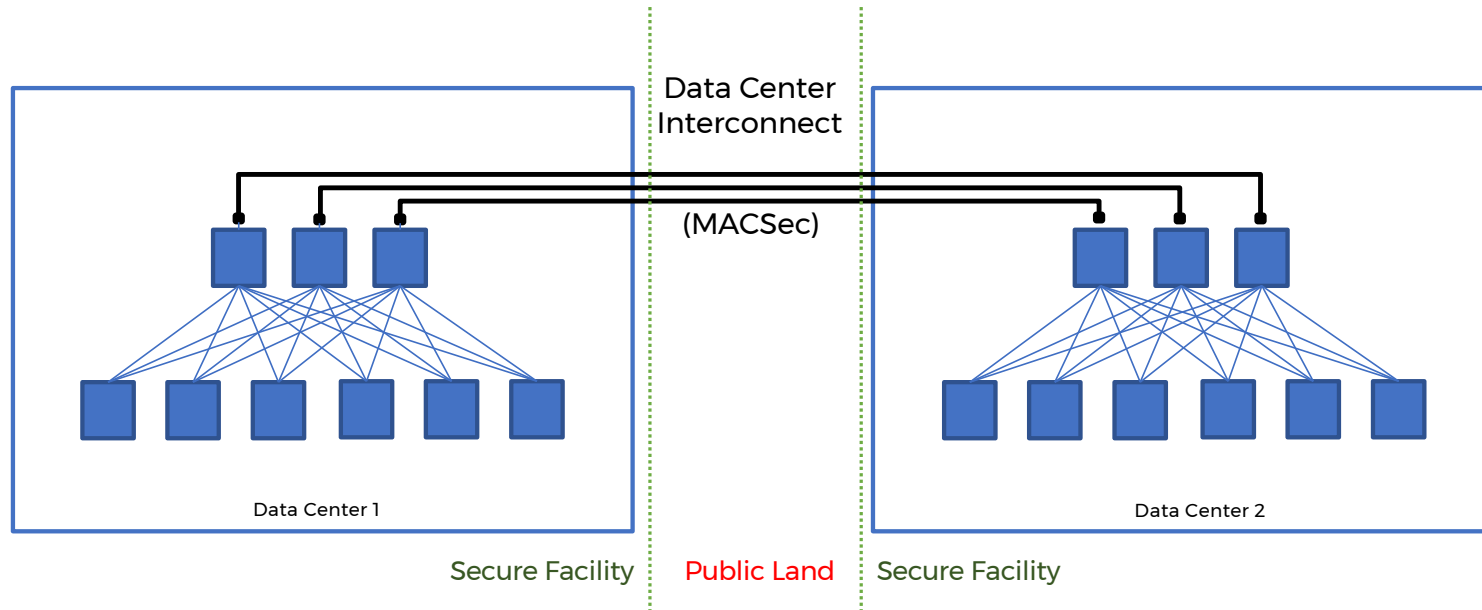 Data Center
Interconnect
(MACSec)
Data Center 1
Data Center 2
Secure Facility
Public Land
Secure Facility